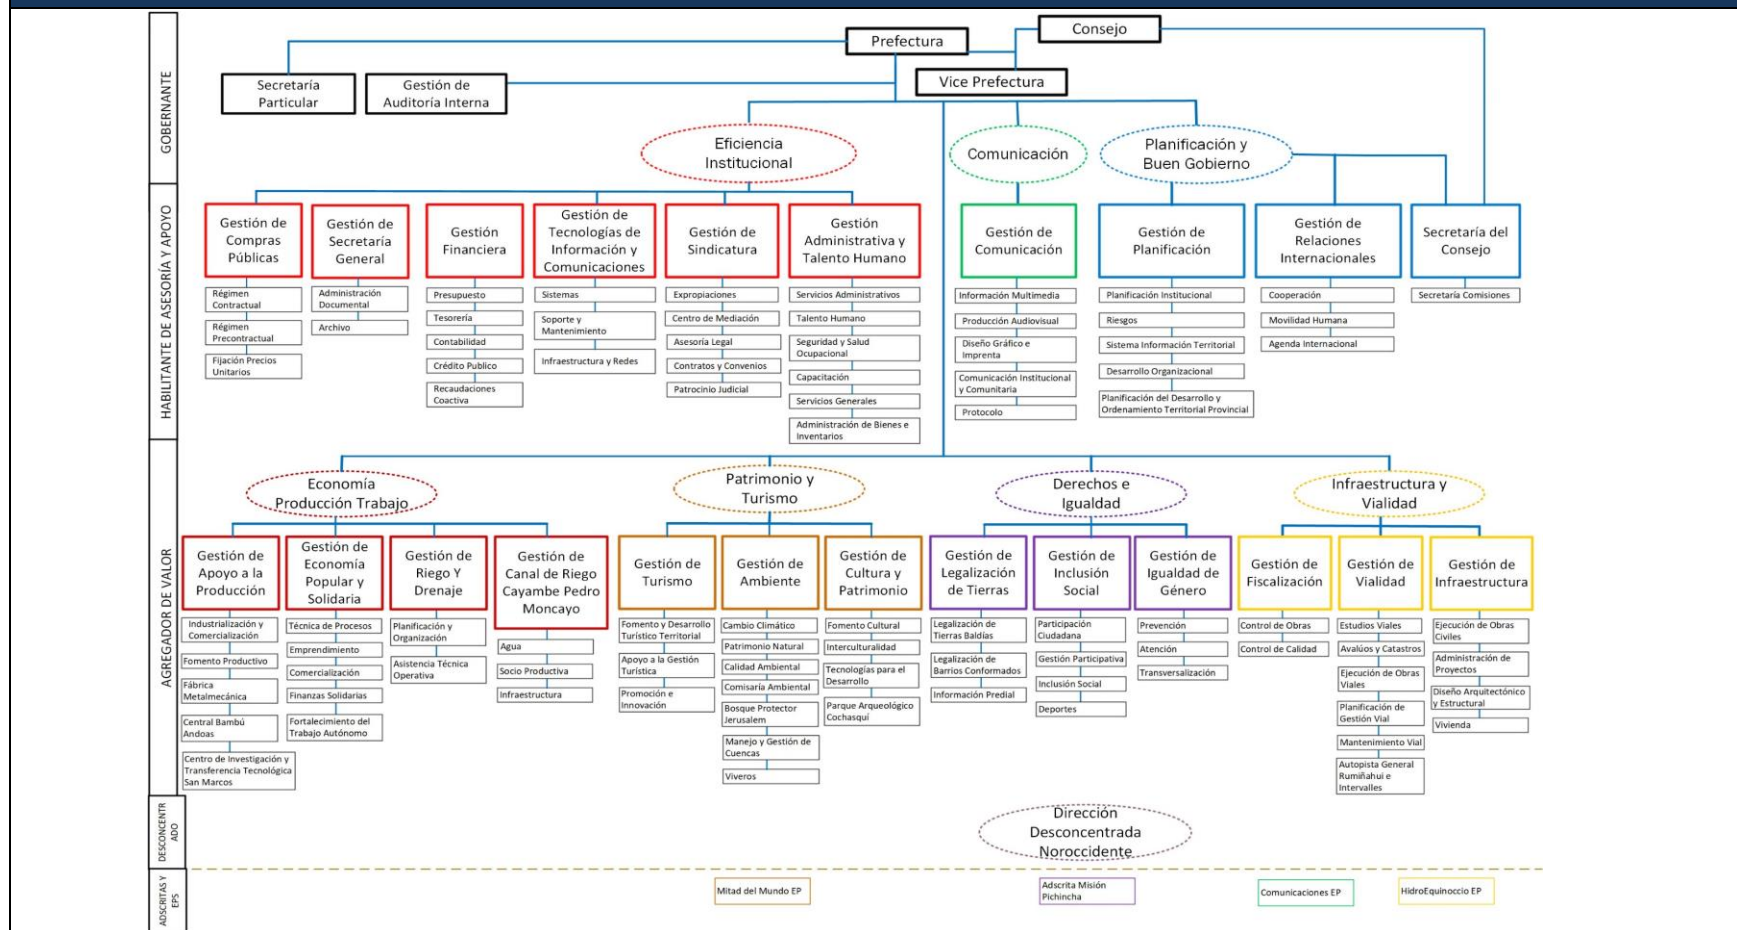 GOBERNANTE
Prefectura
Consejo
Secretaría
Particular
Gestión de
Auditoría Interna
Vice Prefectura
Eficiencia
Institucional
Comunicación
Planificación y
Buen Gobierno
HABILITANTE DE ASESORÍA Y APOYO
Gestión de
Compras
Públicas
Régimen
Contractual
Régimen
Precontractual
Fijación Precios
Unitarios
Gestión de
Secretaría
General
Administración
Documental
Archivo
Gestión
Financiera
Presupuesto
Tesorería
Contabilidad
Crédito Publico
Recaudaciones
Coactiva
Gestión de
Tecnologías de
Información y
Comunicaciones
Sistemas
Soporte y
Mantenimiento
Infraestructura y Redes
Gestión de
Sindicatura
Expropiaciones
Centro de Mediación
Asesoría Legal
Contratos y Convenios
Patrocinio Judicial
Gestión
Administrativa y
Talento Humano
Servicios Administrativos
Talento Humano
Seguridad y Salud
Ocupacional
Capacitación
Servicios Generales
Administración de Bienes e
Inventarios
Gestión de
Comunicación
Información Multimedia
Producción Audiovisual
Diseño Gráfico e
Imprenta
Comunicación Institucional
y Comunitaria
Protocolo
Gestión de
Planificación
Planificación Institucional
Riesgos
Sistema Información Territorial
Desarrollo Organizacional
Planificación del Desarrollo y
Ordenamiento Territorial Provincial
Gestión de
Relaciones
Internacionales
Cooperación
Movilidad Humana
Agenda Internacional
Secretaría del
Consejo
Secretaría Comisiones
AGREGADOR DE VALOR
Economía
Producción Trabajo
Patrimonio y
Turismo
Derechos e
Igualdad
Infraestructura y
Vialidad
Gestión de
Apoyo a la
Producción
Industrialización y
Comercialización
Fomento Productivo
Fábrica
Metalmecánica
Central Bambú
Andoas
Centro de Investigación y
Transferencia Tecnológica
San Marcos
Gestión de
Economía
Popular y
Solidaria
Técnica de Procesos
Emprendimiento
Comercialización
Finanzas Solidarias
Fortalecimiento del
Trabajo Autónomo
Gestión de
Riego Y
Drenaje
Planificación y
Organización
Asistencia Técnica
Operativa
Gestión de
Canal de Riego
Cayambe Pedro
Moncayo
Agua
Socio Productiva
Infraestructura
Gestión de
Turismo
Fomento y Desarrollo
Turístico Territorial
Apoyo a la Gestión
Turística
Promoción e
Innovación
Gestión de
Ambiente
Cambio Climático
Patrimonio Natural
Calidad Ambiental
Comisaría Ambiental
Bosque Protector
Jerusalem
Manejo y Gestión de
Cuencas
Viveros
Gestión de
Cultura y
Patrimonio
Fomento Cultural
Interculturalidad
Tecnologías para el
Desarrollo
Parque Arqueológico
Cochasquí
Gestión de
Legalización
de Tierras
Legalización de
Tierras Baldías
Legalización de
Barrios Conformados
Información Predial
Gestión de
Inclusión
Social
Participación
Ciudadana
Gestión Participativa
Inclusión Social
Deportes
Gestión de
Igualdad de
Género
Prevención
Atención
Transversalización
Gestión de
Fiscalización
Control de Obras
Control de Calidad
Gestión de
Vialidad
Estudios Viales
Avalúos y Catastros
Ejecución de Obras
Viales
Planificación de
Gestión Vial
Mantenimiento Vial
Autopista General
Rumiñahui e
Intervalles
Gestión de
Infraestructura
Ejecución de Obras
Civiles
Administración de
Proyectos
Diseño Arquitectónico
y Estructural
Vivienda
DESCONCENTR
ADO
Dirección
Desconcentrada
Noroccidente
ADSCRITAS Y
EPS
Mitad del Mundo EP
Adscrita Misión
Pichincha
Comunicaciones EP
HidroEquinoccio EP